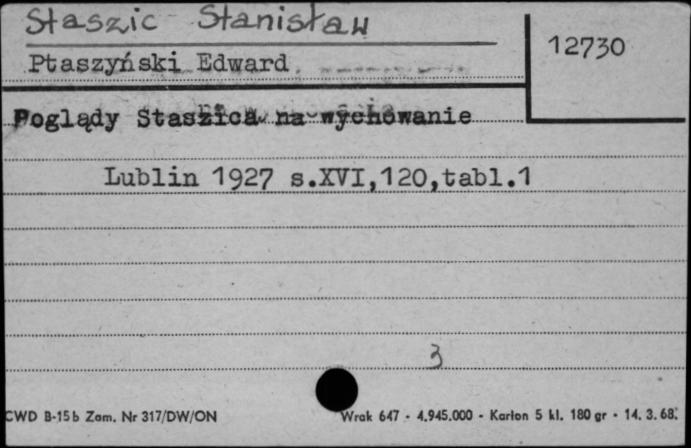 Staszic Stanisław
12730
Ptaszyński Edward
Poglądy Staszica na wychowanie
Lublin 1927 s.XVI,120,tabl.1
3
CWD B-15b Zam. Nr 317/DW/ON Wrak 647 - 4.945.000 - Karton 5 kl. 180 gr - 14. 3. 68.